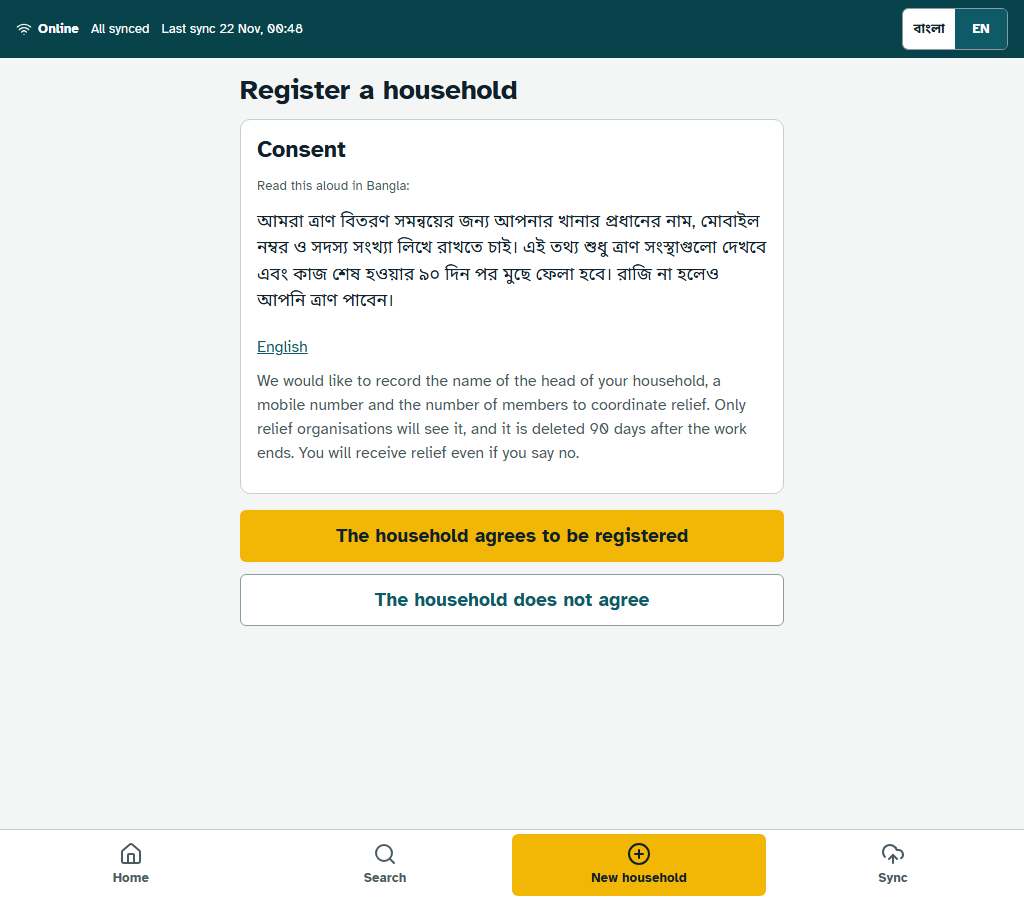 Online All synced Last sync 22 Nov, 00:48
বাংলা EN
Register a household
Consent
Read this aloud in Bangla:
আমরা ত্রাণ বিতরণ সমন্বয়ের জন্য আপনার খানার প্রধানের নাম, মোবাইল
নম্বর ও সদস্য সংখ্যা লিখে রাখতে চাই। এই তথ্য শুধু ত্রাণ সংস্থাগুলো দেখবে
এবং কাজ শেষ হওয়ার ৯০ দিন পর মুছে ফেলা হবে। রাজি না হলেও
আপনি ত্রাণ পাবেন।
English
We would like to record the name of the head of your household, a
mobile number and the number of members to coordinate relief. Only
relief organisations will see it, and it is deleted 90 days after the work
ends. You will receive relief even if you say no.
The household agrees to be registered
The household does not agree
Home
Search
New household
Sync